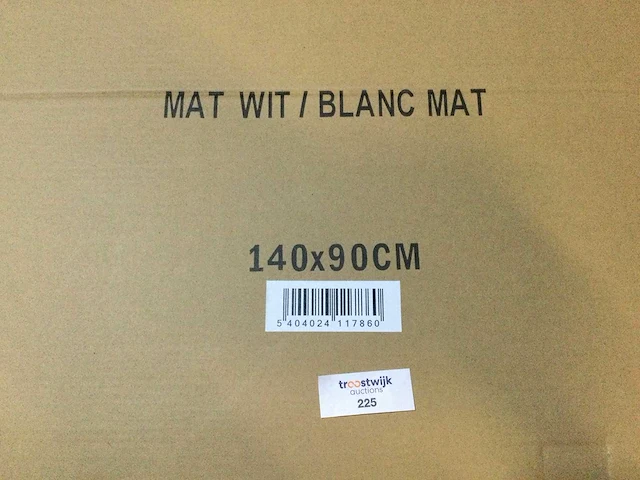 MAT WIT / BLANC MAT
140x90CM
5 404024 117860
troostwijk
auctions
225